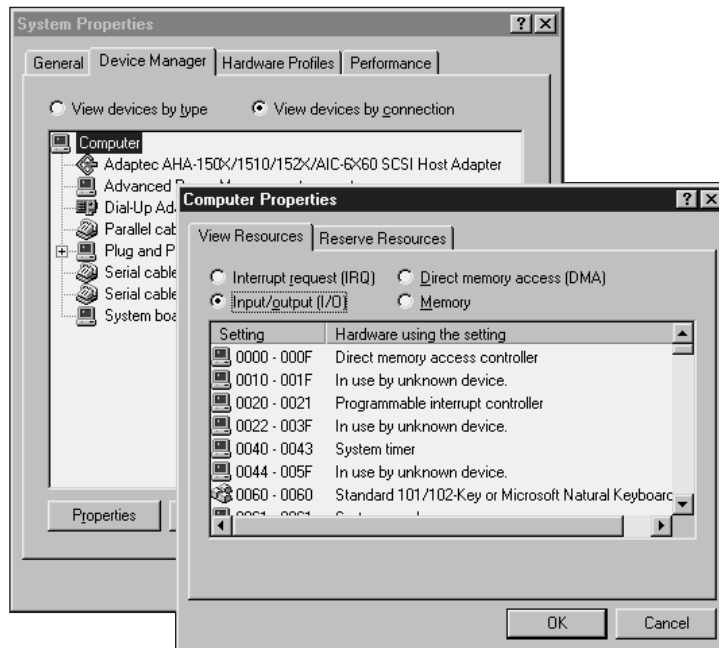 System Properties
General Device Manager Hardware Profiles Performance
View devices by type View devices by connection
Computer
Adaptec AHA-150X/1510/152X/AIC-6X60 SCSI Host Adapter
Advanced
Dial-Up
Parallel
Plug and
Serial cable
Serial cable
System
Properties
Computer Properties
View Resources Reserve Resources
Interrupt request (IRQ) Direct memory access (DMA)
Input/output (I/O) Memory
Setting Hardware using the setting
0000 - 000F Direct memory access controller
0010 - 001F In use by unknown device.
0020 - 0021 Programmable interrupt controller
0022 - 003F In use by unknown device.
0040 - 0043 System timer
0044 - 005F In use by unknown device.
0060 - 0060 Standard 101/102-Key or Microsoft Natural
OK Cancel